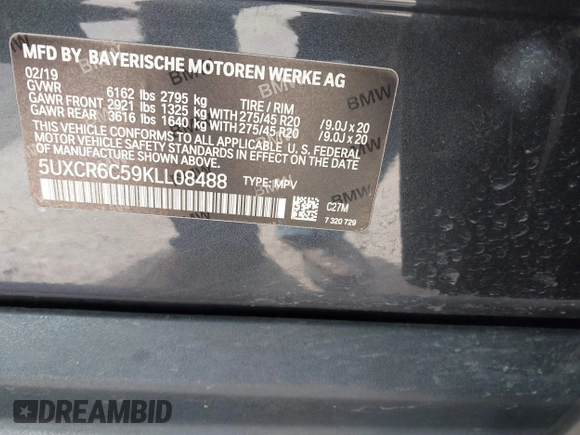 MFD BY BAYERISCHE MOTOREN WERKE AG
02/19
GVWR 6162 lbs 2795 kg TIRE / RIM
GAWR FRONT 2921 lbs 1325 kg WITH 275/45 R20 /9.0J x 20
GAWR REAR 3616 lbs 1640 kg WITH 275/45 R20 /9.0J x 20
THIS VEHICLE CONFORMS TO ALL APPLICABLE U. S. FEDERAL
MOTOR VEHICLE SAFETY STANDARDS IN EFFECT ON THE DATE
OF MANUFACTURE SHOWN ABOVE.
5UXCR6C59KLL08488 TYPE: MPV
C27M
7 320 729
DREAMBID